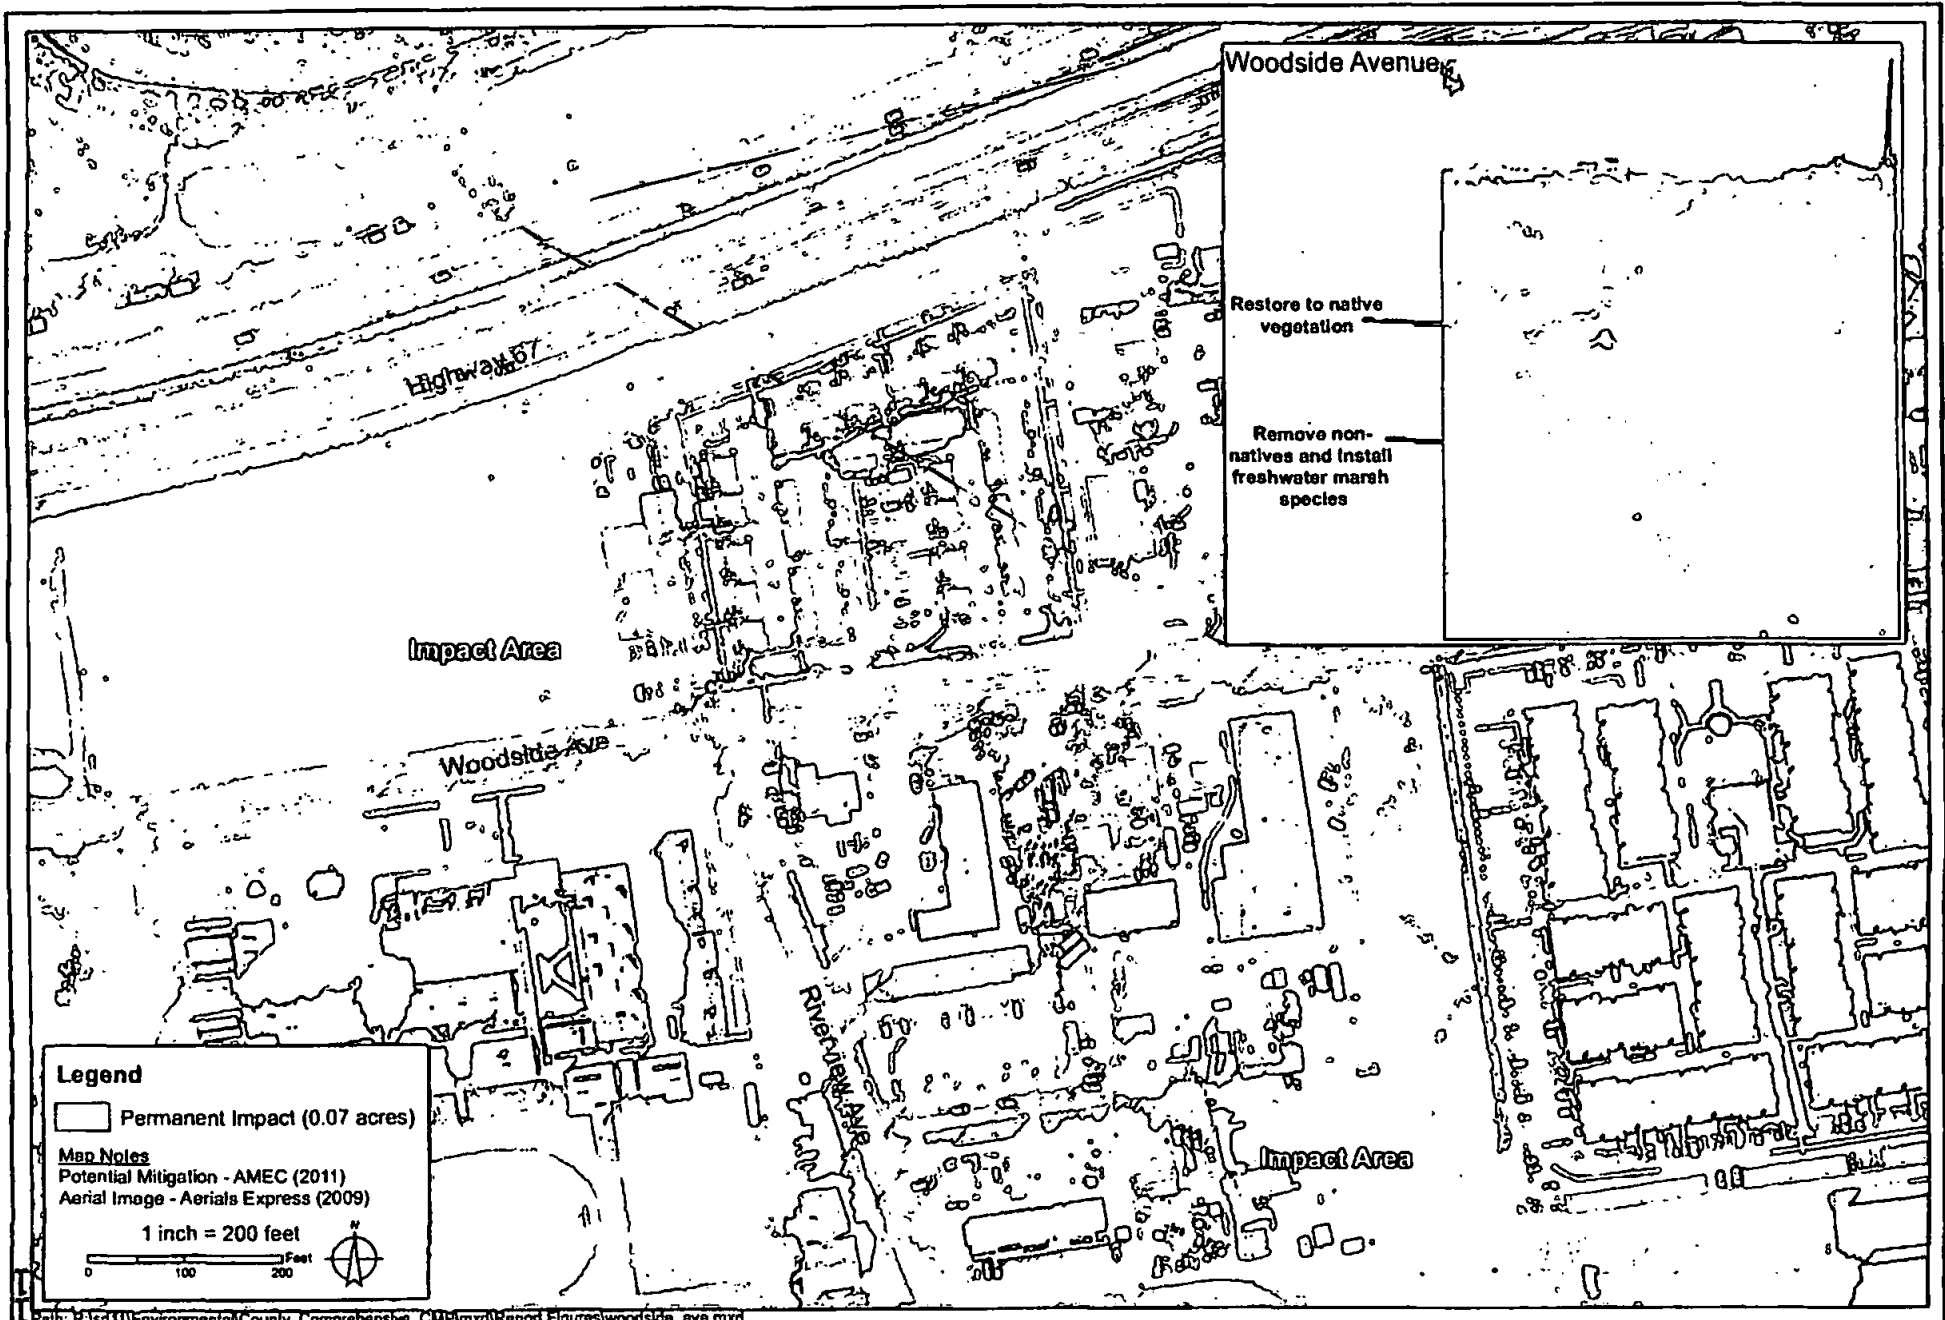 Woodside Avenue
Restore to native
vegetation
Remove non-
natives and install
freshwater marsh
species
Highway 67
Impact Area
Woodside Ave
Riverview Ave
Impact Area
Legend
Permanent Impact (0.07 acres)
Map Notes
Potential Mitigation - AMEC (2011)
Aerial Image - Aerials Express (2009)
1 inch = 200 feet
N
Feet
0 100 200